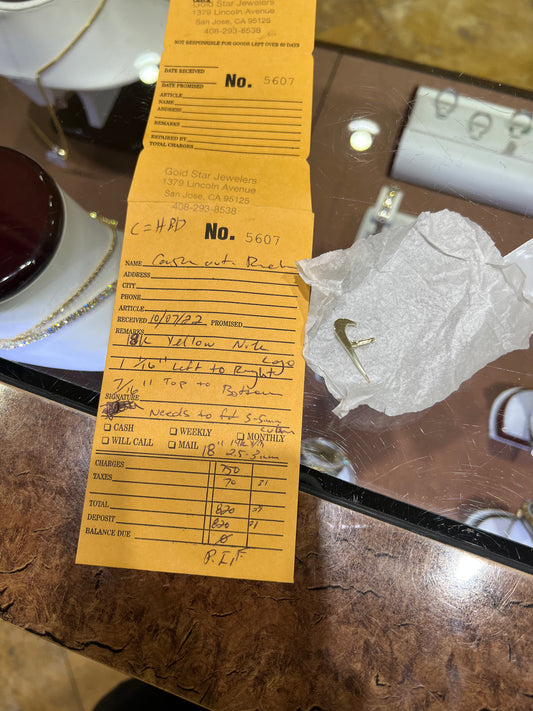 Gold Star Jewelers
1379 Lincoln Avenue
San Jose, CA 95125
408-293-8538
NOT RESPONSIBLE FOR GOODS LEFT OVER 60 DAYS
DATE RECEIVED
DATE PROMISED No. 5607
ARTICLE
NAME
ADDRESS
REMARKS
REPAIRED BY
TOTAL CHARGES
Gold Star Jewelers
1379 Lincoln Avenue
San Jose, CA 95125
408-293-8538
No. 5607
NAME
ADDRESS
CITY
PHONE
ARTICLE
RECEIVED 10/07/22 PROMISED
REMARKS
18k Yellow Nike Logo
1 1/16" Left to Right
7/16" Top to Bottom
SIGNATURE
Needs to fit
CASH WEEKLY MONTHLY
WILL CALL MAIL 18"
CHARGES 750
TAXES 70 31
TOTAL 820 31
DEPOSIT 820 31
BALANCE DUE